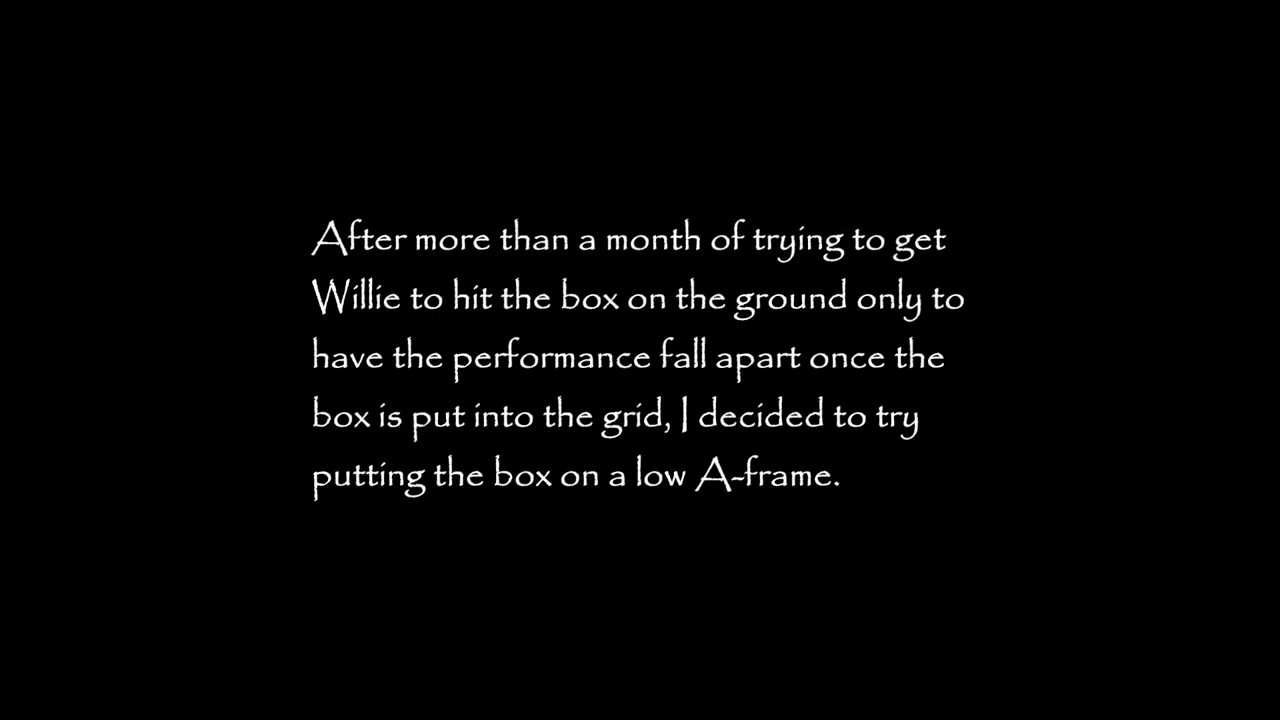 After more than a month of trying to get
Willie to hit the box on the ground only to
have the performance fall apart once the
box is put into the grid, I decided to try
putting the box on a low A-frame.